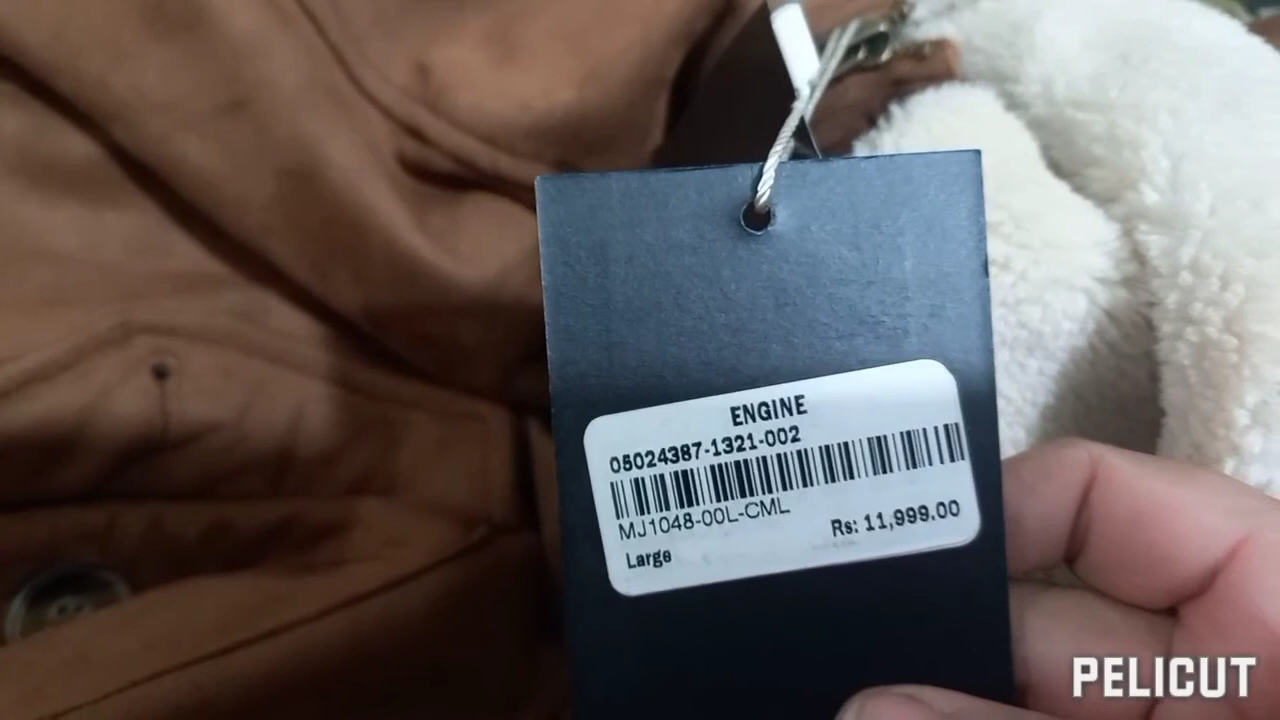 ENGINE
05024387-1321-002
MJ1048-00L-CML
Rs: 11,999.00
Large
PELICUT